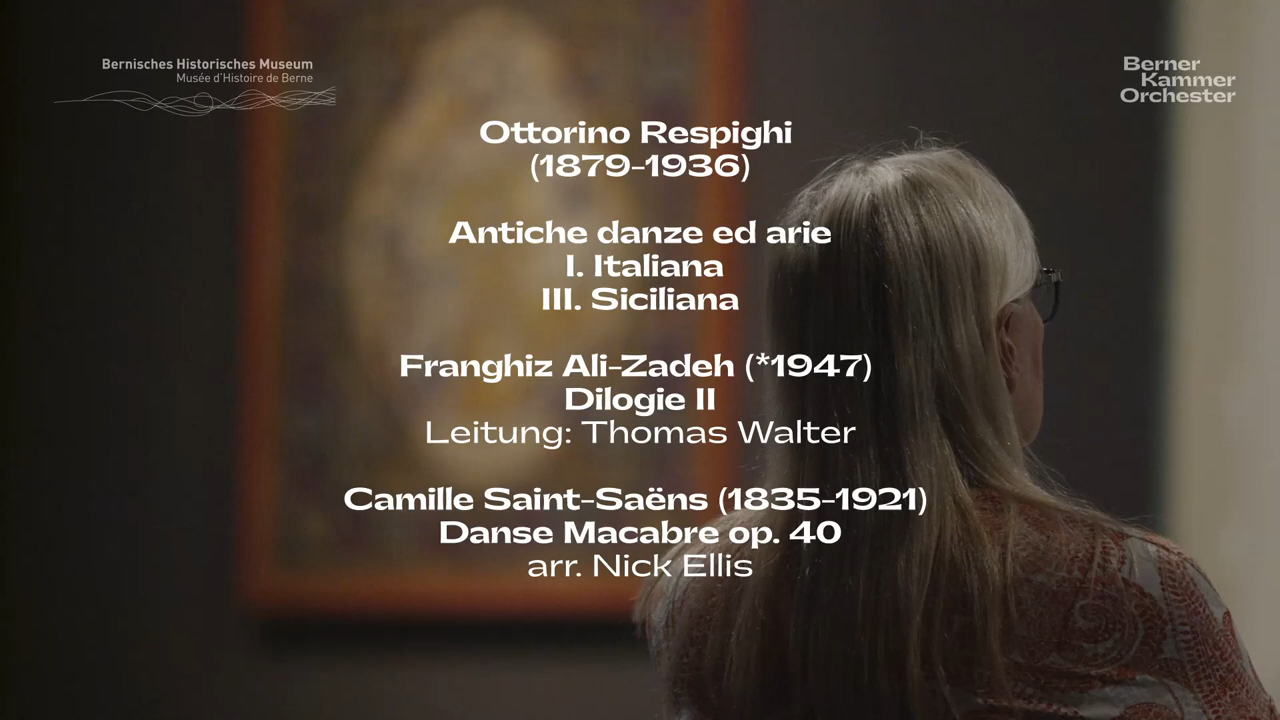 Bernisches Historisches Museum
Musée d'Histoire de Berne
Berner
Kammer
Orchester
Ottorino Respighi
(1879-1936)
Antiche danze ed arie
I. Italiana
III. Siciliana
Franghiz Ali-Zadeh (*1947)
Dilogie II
Leitung: Thomas Walter
Camille Saint-Saëns (1835-1921)
Danse Macabre op. 40
arr. Nick Ellis